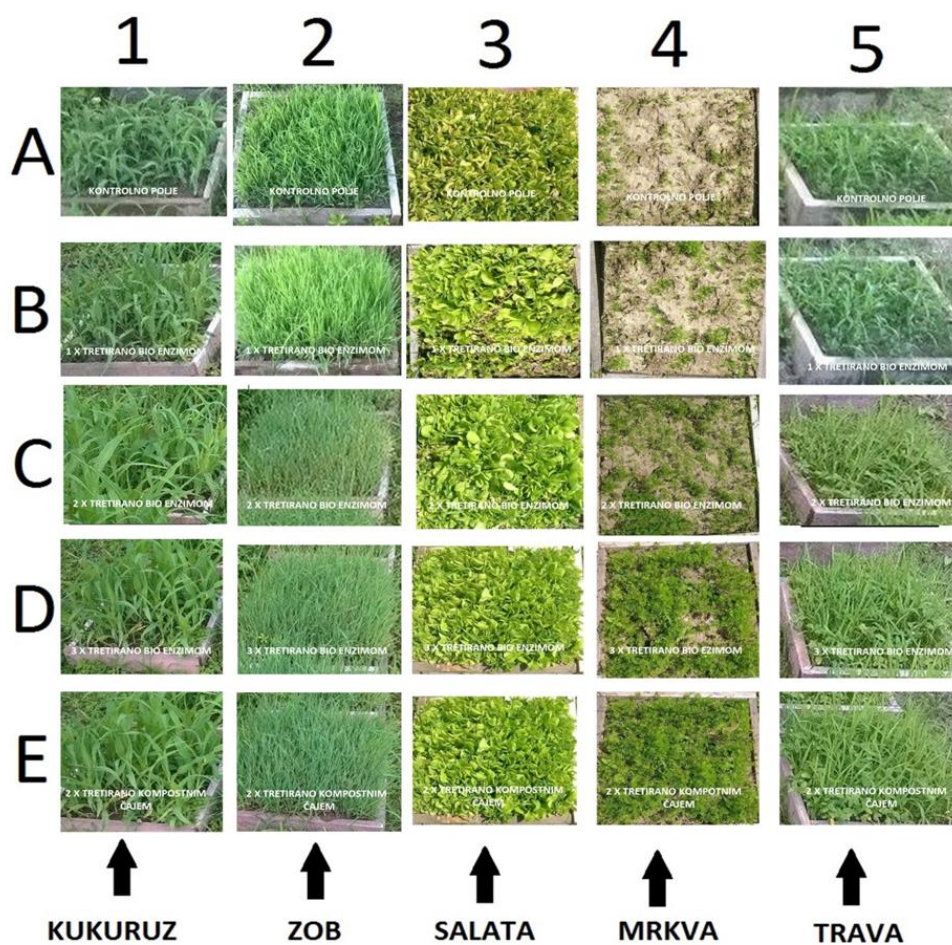 1 2 3 4 5
A
KONTROLNO POLJE
KONTROLNO POLJE
KONTROLNO POLJE
KONTROLNO POLJE
KONTROLNO POLJE
B
1 X TRETIRANO BIO ENZIMOM
1 X TRETIRANO BIO ENZIMOM
1 X TRETIRANO BIO ENZIMOM
1 X TRETIRANO BIO ENZIMOM
1 X TRETIRANO BIO ENZIMOM
C
2 X TRETIRANO BIO ENZIMOM
2 X TRETIRANO BIO ENZIMOM
2 X TRETIRANO BIO ENZIMOM
2 X TRETIRANO BIO ENZIMOM
2 X TRETIRANO BIO ENZIMOM
D
3 X TRETIRANO BIO ENZIMOM
3 X TRETIRANO BIO ENZIMOM
3 X TRETIRANO BIO ENZIMOM
3 X TRETIRANO BIO EZIMOM
3 X TRETIRANO BIO ENZIMOM
E
2 X TRETIRANO KOMPOSTNIM
ČAJEM
2 X TRETIRANO KOMPOSTNIM
ČAJEM
2 X TRETIRANO KOMPOSTNIM
ČAJEM
2 X TRETIRANO KOMPOTNIM
ČAJEM
2 X TRETIRANO KOMPOSTNIM
ČAJEM
KUKURUZ ZOB SALATA MRKVA TRAVA